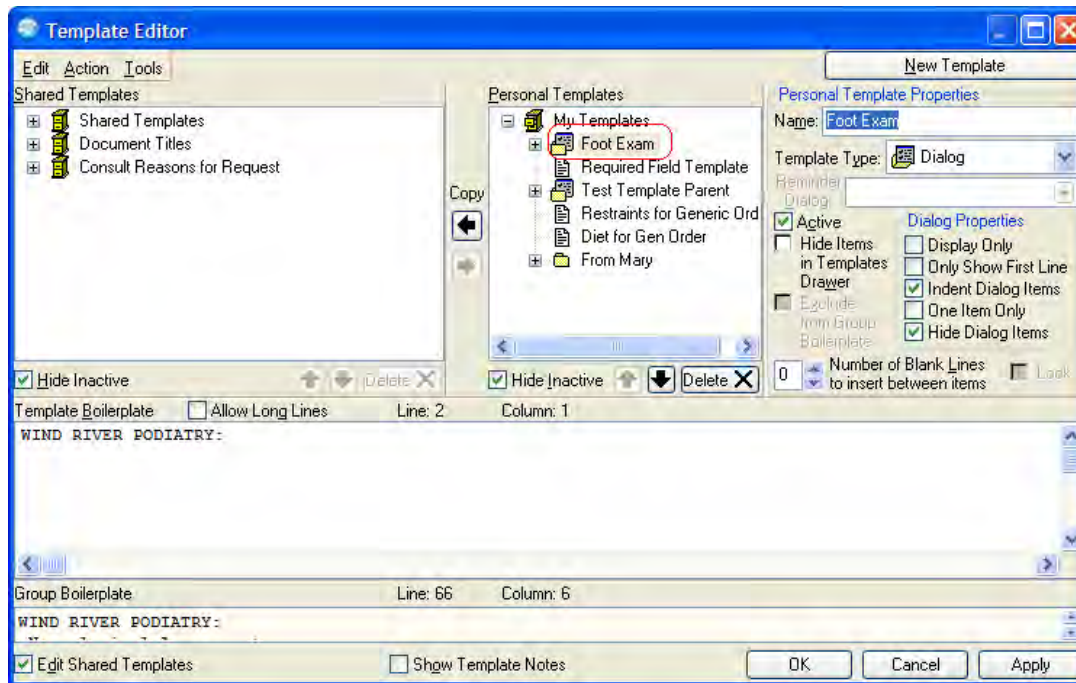 Template Editor
Edit Action Tools
New Template
Shared Templates
Shared Templates
Document Titles
Consult Reasons for Request
Hide Inactive
Delete
Copy
Personal Templates
My Templates
Foot Exam
Required Field Template
Test Template Parent
Restraints for Generic Ord
Diet for Gen Order
From Mary
Hide Inactive
Delete
Personal Template Properties
Name: Foot Exam
Template Type: Dialog
Reminder
Dialog:
Active
Hide Items
in Templates
Drawer
Exclude
from Group
Boilerplate
Dialog Properties
Display Only
Only Show First Line
Indent Dialog Items
One Item Only
Hide Dialog Items
0 Number of Blank Lines
to insert between items
Lock
Template Boilerplate Allow Long Lines Line: 2 Column: 1
WIND RIVER PODIATRY:
Group Boilerplate Line: 66 Column: 6
WIND RIVER PODIATRY:
Edit Shared Templates Show Template Notes OK Cancel Apply